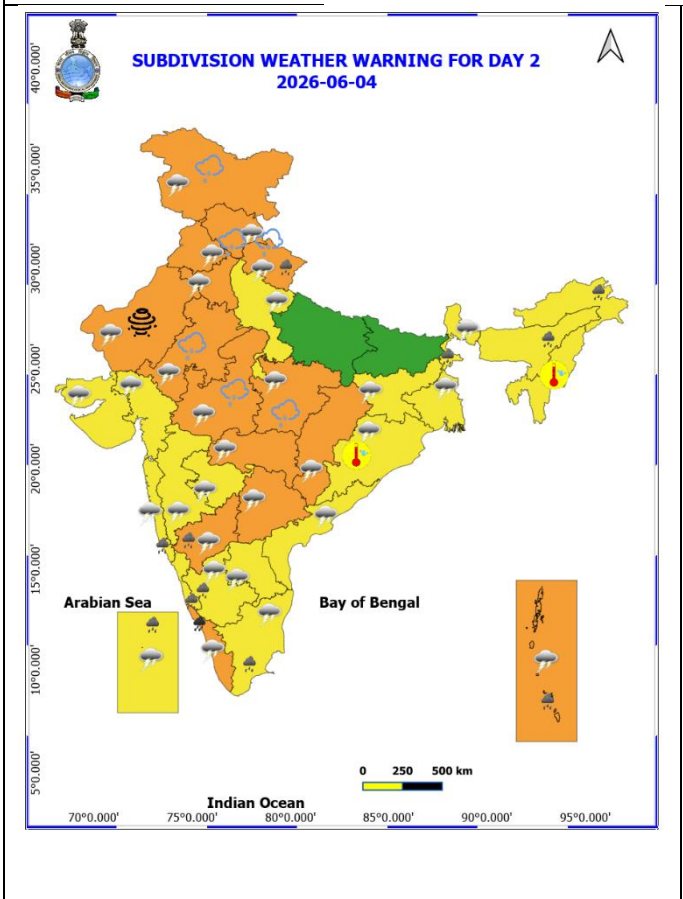 SUBDIVISION WEATHER WARNING FOR DAY 2
2026-06-04
40°0.000'
35°0.000'
30°0.000'
25°0.000'
20°0.000'
15°0.000'
10°0.000'
5°0.000'
Arabian Sea
Bay of Bengal
0 250 500 km
Indian Ocean
70°0.000' 75°0.000' 80°0.000' 85°0.000' 90°0.000' 95°0.000'